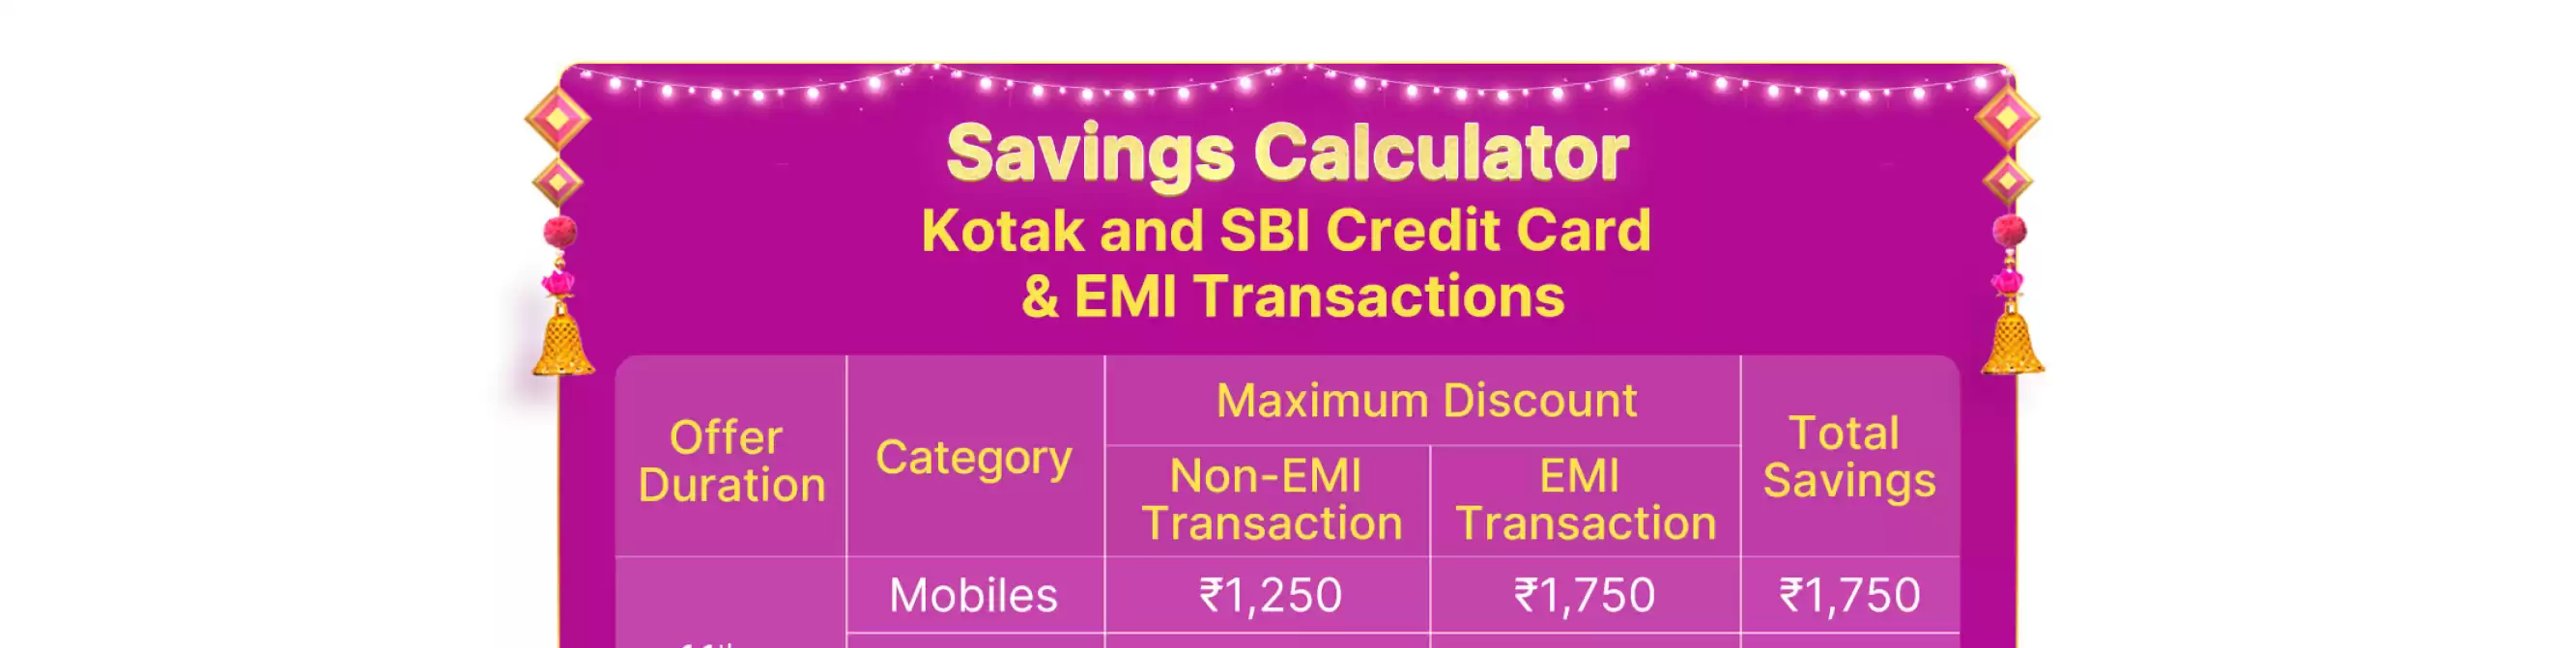 Savings Calculator
Kotak and SBI Credit Card
& EMI Transactions
Offer
Duration
Category
Maximum Discount
Non-EMI
Transaction
EMI
Transaction
Total
Savings
Mobiles
₹1,250
₹1,750
₹1,750